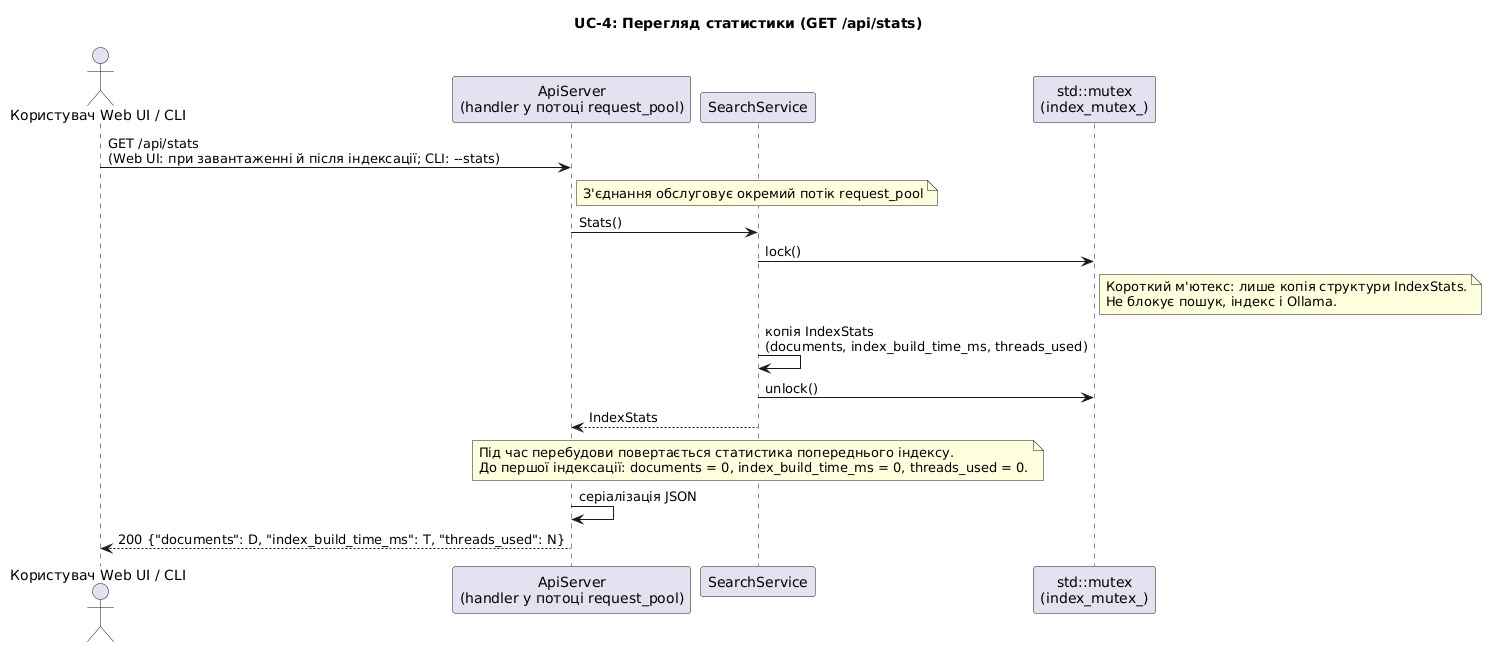 UC-4: Перегляд статистики (GET /api/stats)
Користувач Web UI / CLI
ApiServer
(handler у потоці request_pool)
SearchService
std::mutex
(index_mutex_)
GET /api/stats
(Web UI: при завантаженні й після індексації; CLI: --stats)
З'єднання обслуговує окремий потік request_pool
Stats()
lock()
Короткий м'ютекс: лише копія структури IndexStats.
Не блокує пошук, індекс і Ollama.
копія IndexStats
(documents, index_build_time_ms, threads_used)
unlock()
IndexStats
Під час перебудови повертається статистика попереднього індексу.
До першої індексації: documents = 0, index_build_time_ms = 0, threads_used = 0.
серіалізація JSON
200 {"documents": D, "index_build_time_ms": T, "threads_used": N}
Користувач Web UI / CLI
ApiServer
(handler у потоці request_pool)
SearchService
std::mutex
(index_mutex_)